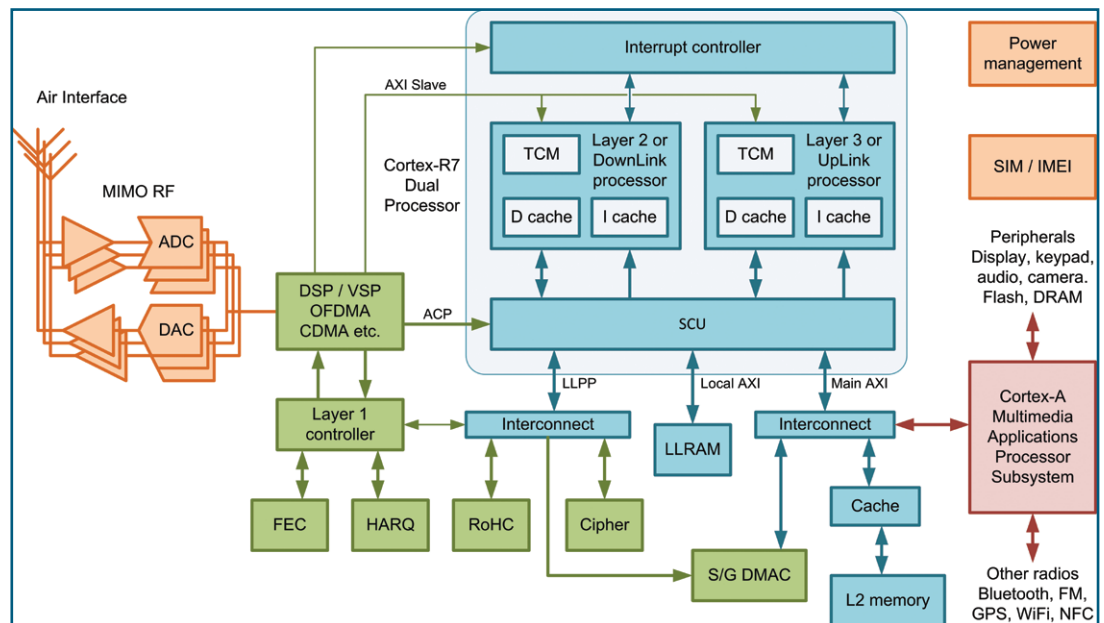 Interrupt controller
Power
management
AXI Slave
Air Interface
TCM
Layer 2 or
DownLink
processor
TCM
Layer 3 or
UpLink
processor
SIM / IMEI
Cortex-R7
Dual
Processor
MIMO RF
D cache
I cache
D cache
I cache
ADC
Peripherals
Display, keypad,
audio, camera.
Flash, DRAM
DSP / VSP
OFDMA
CDMA etc.
ACP
SCU
DAC
LLPP
Local AXI
Main AXI
Cortex-A
Multimedia
Applications
Processor
Subsystem
Layer 1
controller
Interconnect
LLRAM
Interconnect
Cache
FEC
HARQ
RoHC
Cipher
S/G DMAC
L2 memory
Other radios
Bluetooth, FM,
GPS, WiFi, NFC